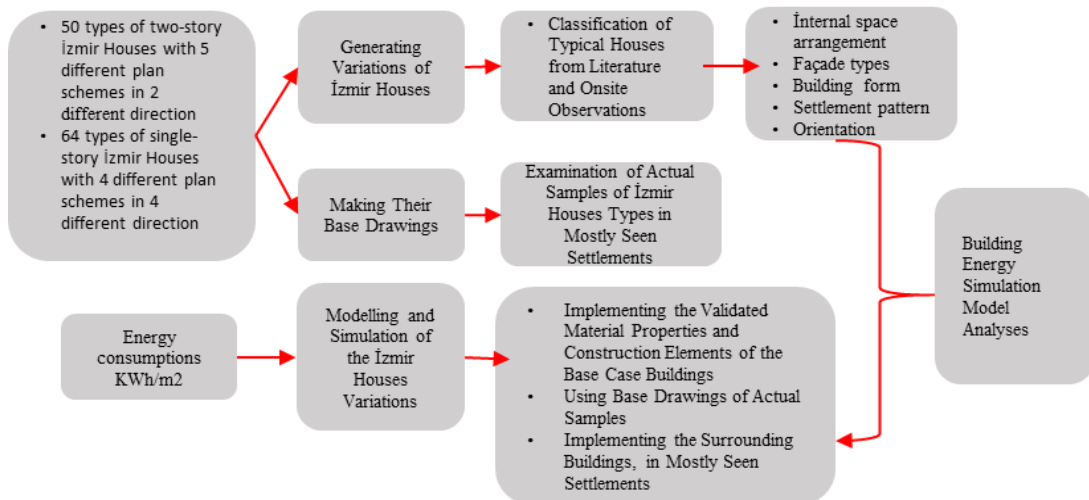 • 50 types of two-story
İzmir Houses with 5
different plan
schemes in 2
different direction
• 64 types of single-
story İzmir Houses
with 4 different plan
schemes in 4
different direction
Generating
Variations of
İzmir Houses
• Classification of
Typical Houses
from Literature
and Onsite
Observations
• İnternal space
arrangement
• Façade types
• Building form
• Settlement pattern
• Orientation
Making Their
Base Drawings
Examination of Actual
Samples of İzmir
Houses Types in
Mostly Seen
Settlements
Building
Energy
Simulation
Model
Analyses
Energy
consumptions
KWh/m2
Modelling and
Simulation of
the İzmir
Houses
Variations
• Implementing the Validated
Material Properties and
Construction Elements of the
Base Case Buildings
• Using Base Drawings of Actual
Samples
• Implementing the Surrounding
Buildings, in Mostly Seen
Settlements